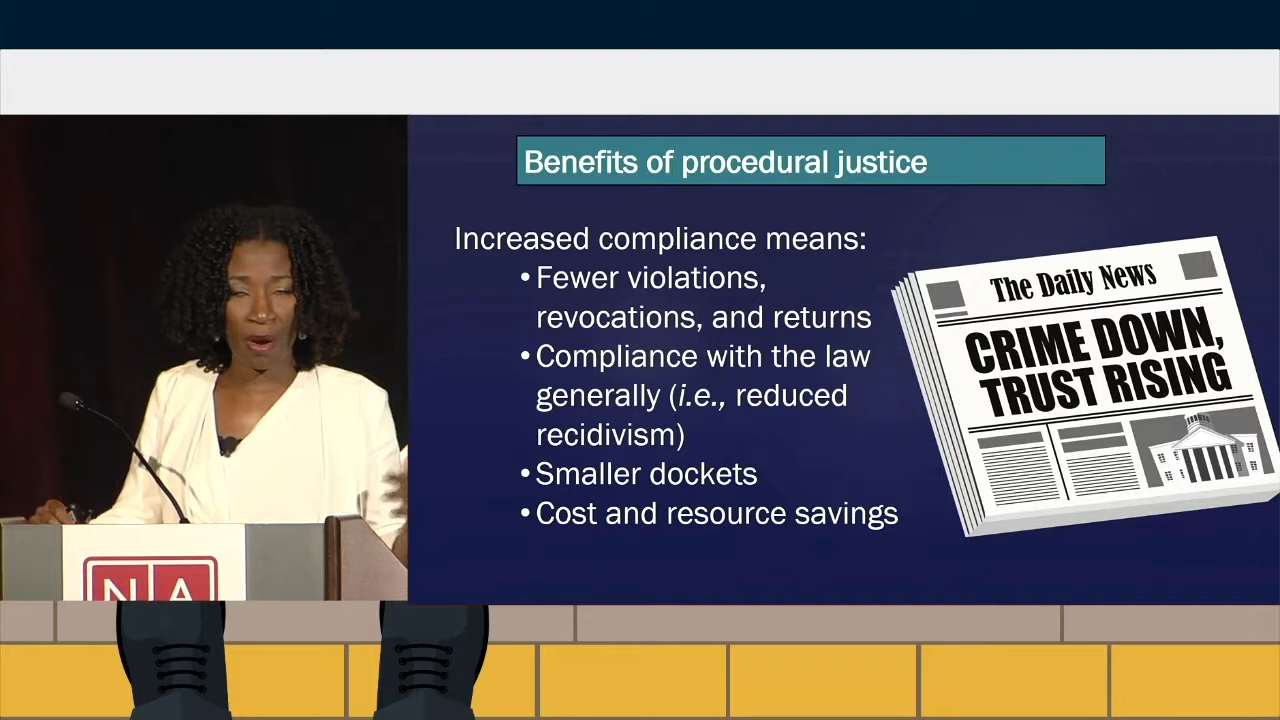 Benefits of procedural justice
Increased compliance means:
•Fewer violations,
revocations, and returns
•Compliance with the law
generally (i.e., reduced
recidivism)
•Smaller dockets
•Cost and resource savings
The Daily News
CRIME DOWN,
TRUST RISING
N A